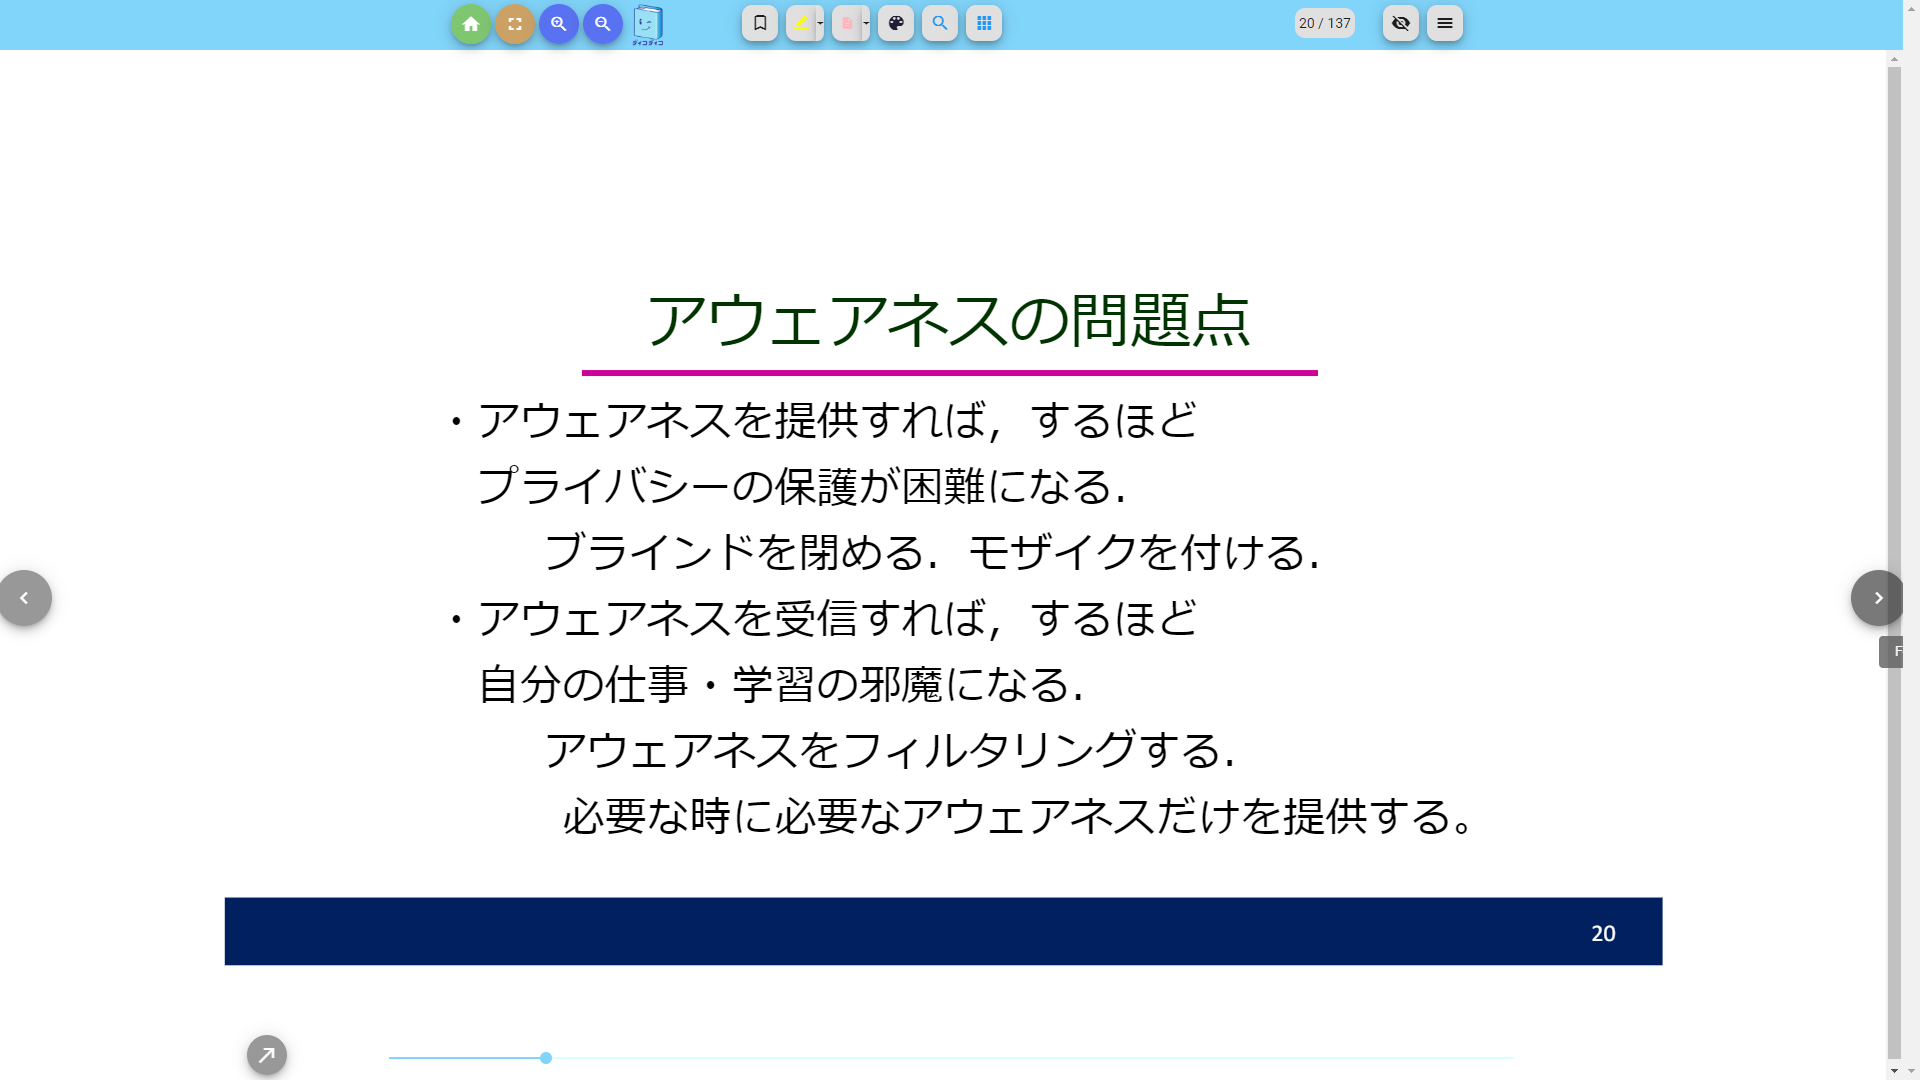 ダイコダイコ
20 / 137
アウェアネスの問題点
・アウェアネスを提供すれば，するほど
プライバシーの保護が困難になる．
ブラインドを閉める．モザイクを付ける．
・アウェアネスを受信すれば，するほど
自分の仕事・学習の邪魔になる．
アウェアネスをフィルタリングする．
必要な時に必要なアウェアネスだけを提供する。
F
20